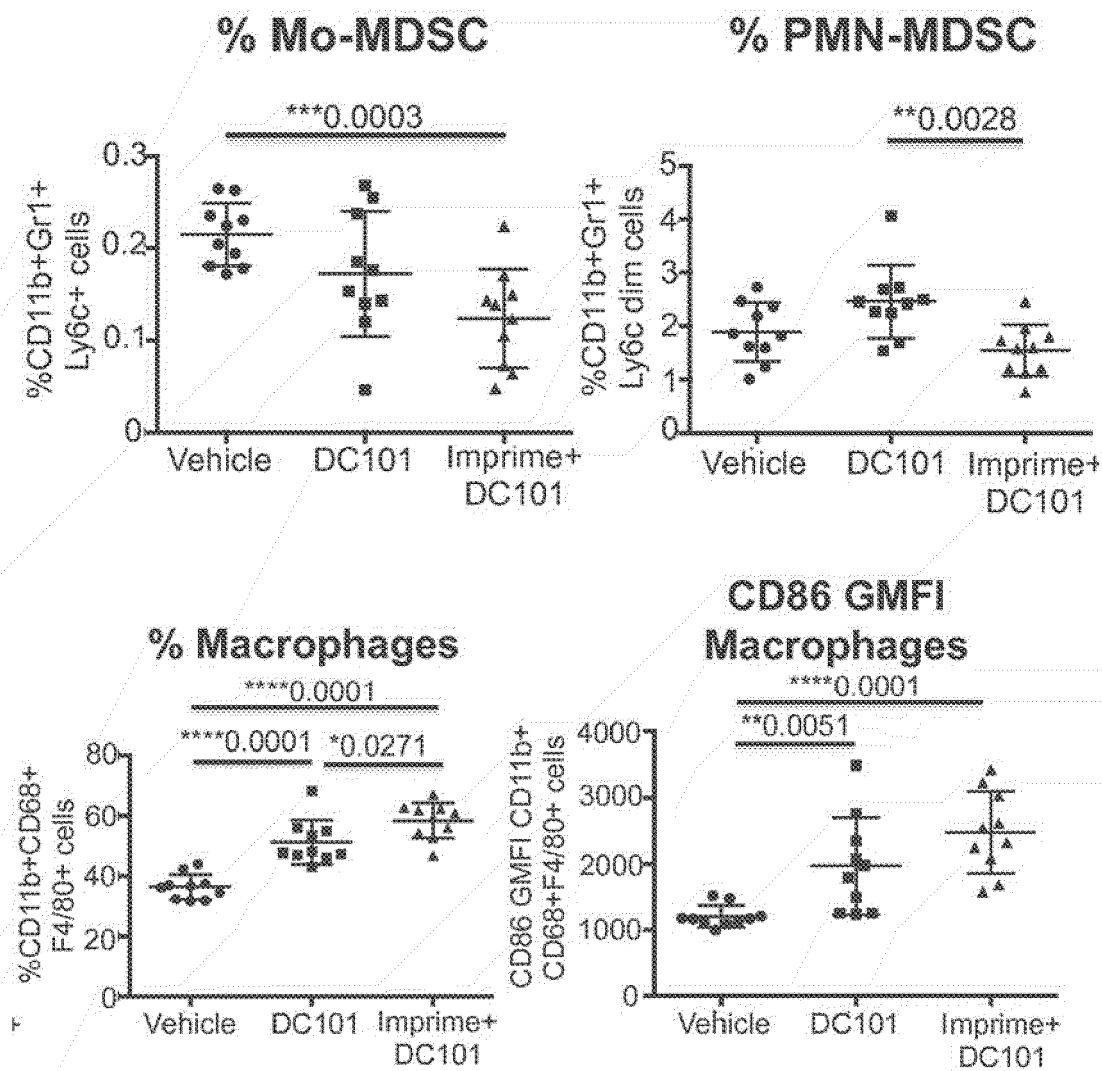 % Mo-MDSC
***0.0003
%CD11b+Gr1+
Ly6c+ cells
0.3
0.2
0.1
0
Vehicle
DC101
Imprime+
DC101
% PMN-MDSC
**0.0028
%CD11b+Gr1+
Ly6c dim cells
5
4
3
2
1
0
Vehicle
DC101
Imprime+
DC101
% Macrophages
****0.0001
****0.0001
*0.0271
%CD11b+CD68+
F4/80+ cells
80
60
40
20
0
Vehicle
DC101
Imprime+
DC101
CD86 GMFI
Macrophages
****0.0001
**0.0051
CD86 GMFI CD11b+
CD68+F4/80+ cells
4000
3000
2000
1000
0
Vehicle
DC101
Imprime+
DC101